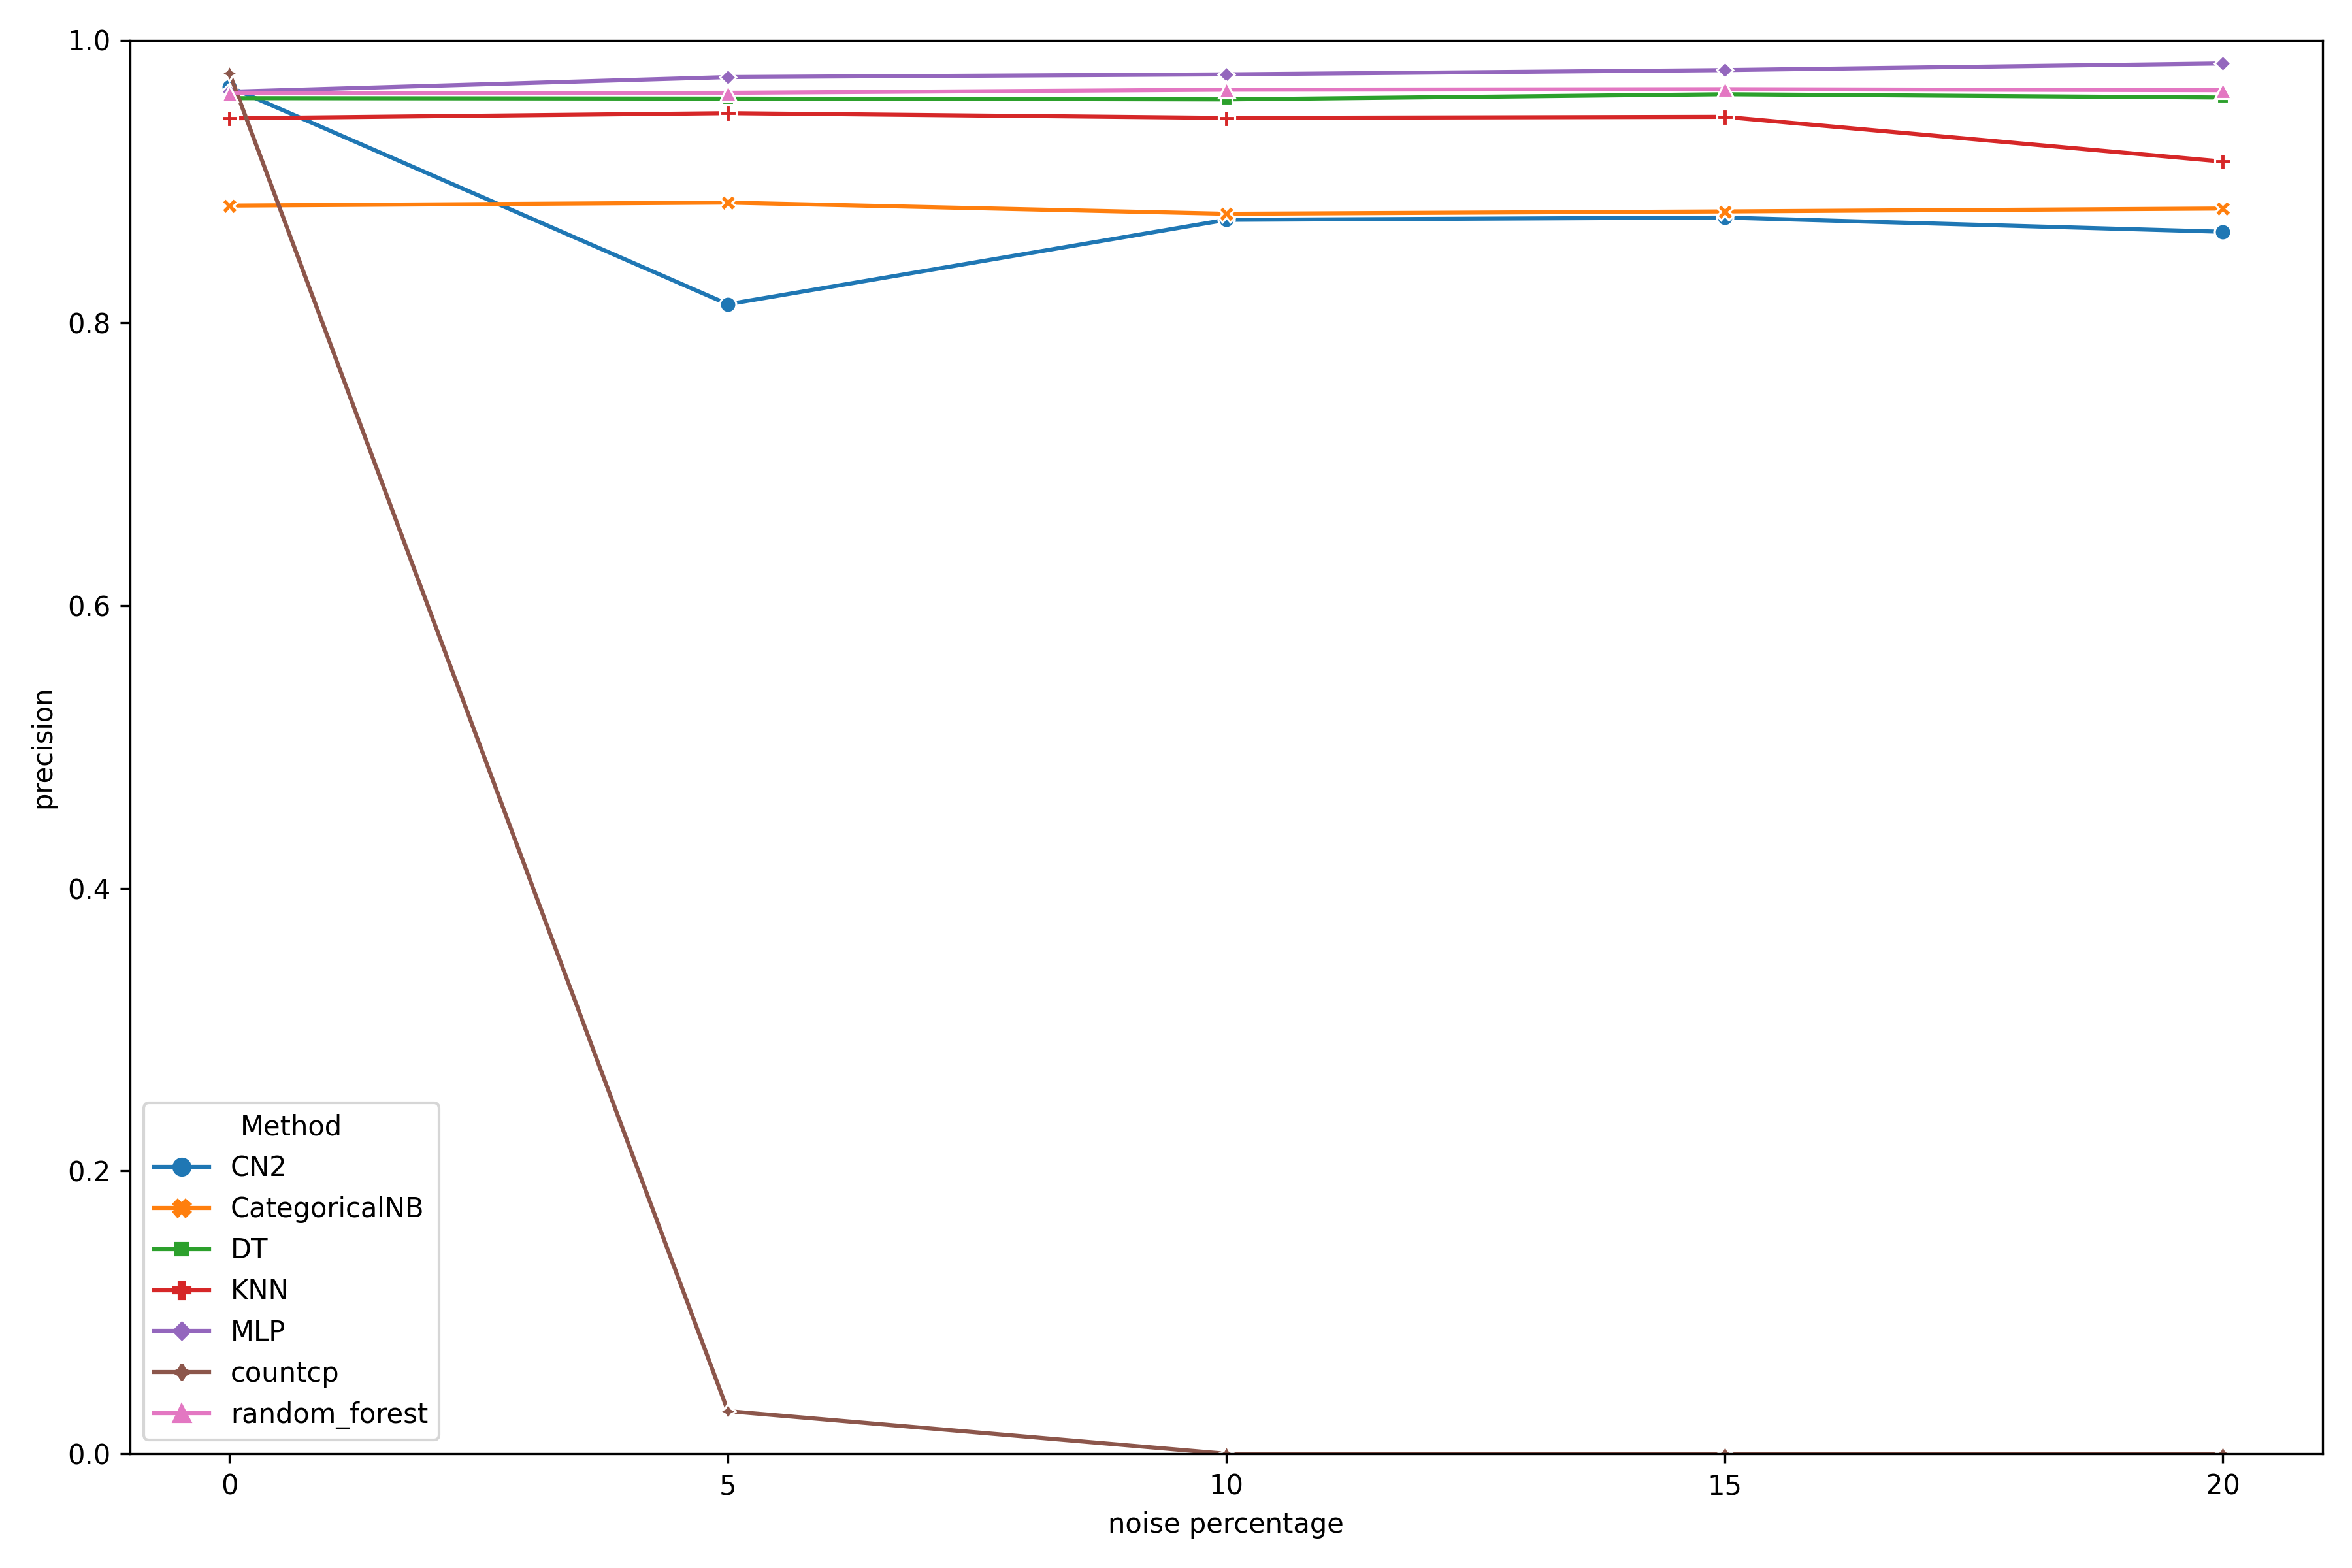 1.0
0.8
0.6
0.4
0.2
0.0
precision
Method
CN2
CategoricalNB
DT
KNN
MLP
countcp
random_forest
0 5 10 15 20
noise percentage